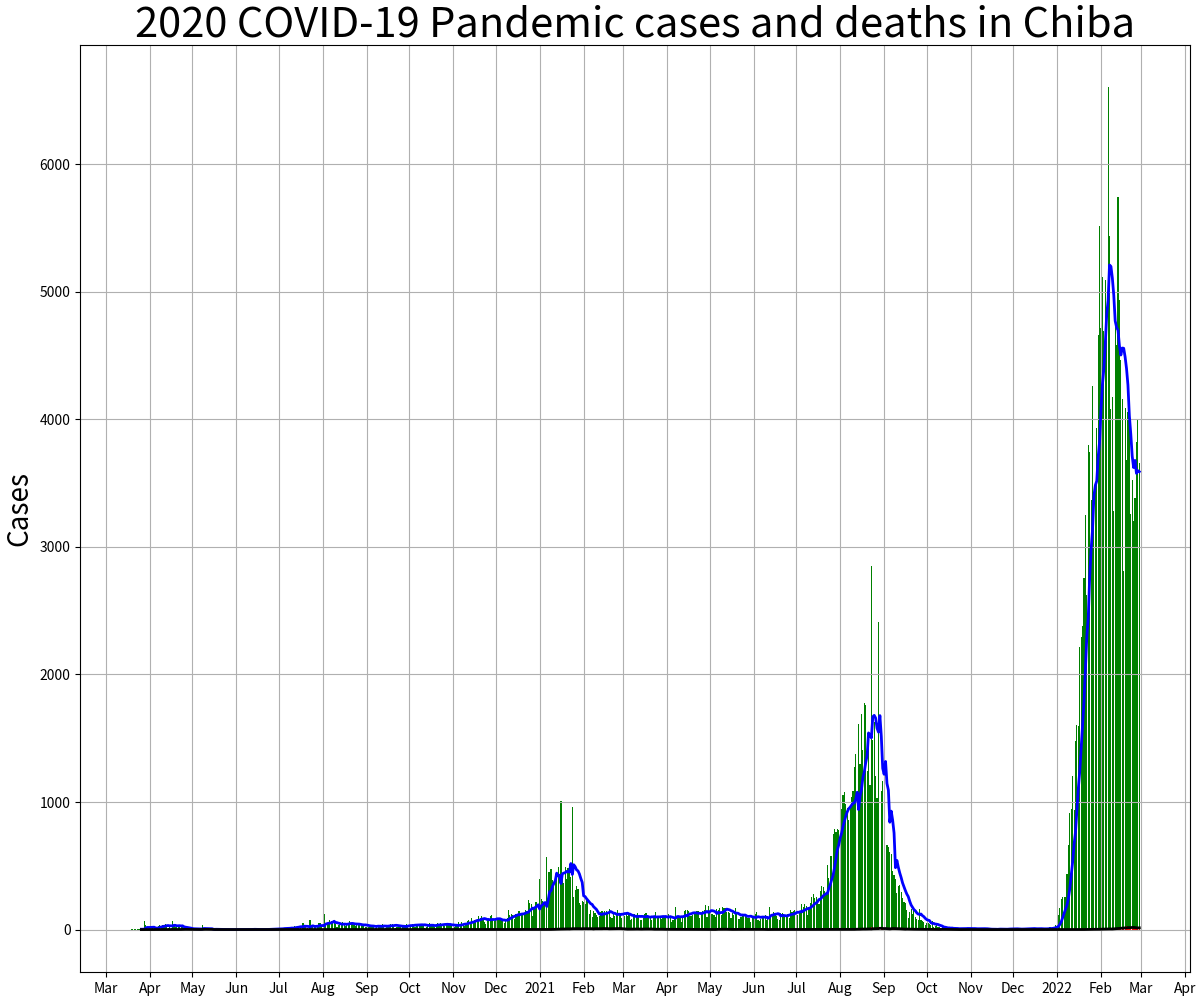 2020 COVID-19 Pandemic cases and deaths in Chiba
Cases
6000
5000
4000
3000
2000
1000
0
Mar Apr May Jun Jul Aug Sep Oct Nov Dec 2021 Feb Mar Apr May Jun Jul Aug Sep Oct Nov Dec 2022 Feb Mar Apr